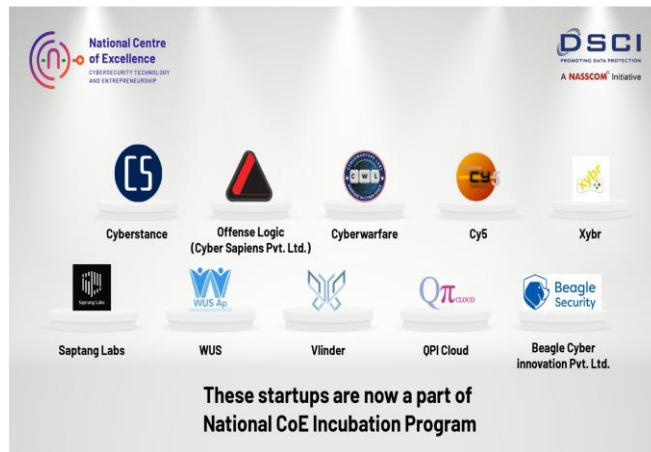 National Centre
of Excellence
CYBERSECURITY TECHNOLOGY
AND ENTREPRENEURSHIP
DSCI
PROMOTING DATA PROTECTION
A NASSCOM® Initiative
CS
CWL
CY5
xybr
Cyberstance
Offense Logic
(Cyber Sapiens Pvt. Ltd.)
Cyberwarfare
Cy5
Xybr
Saptang Labs
WUS Ap
QπCLOUD
Beagle
Security
Saptang Labs
WUS
Vlinder
QPI Cloud
Beagle Cyber
innovation Pvt. Ltd.
These startups are now a part of
National CoE Incubation Program